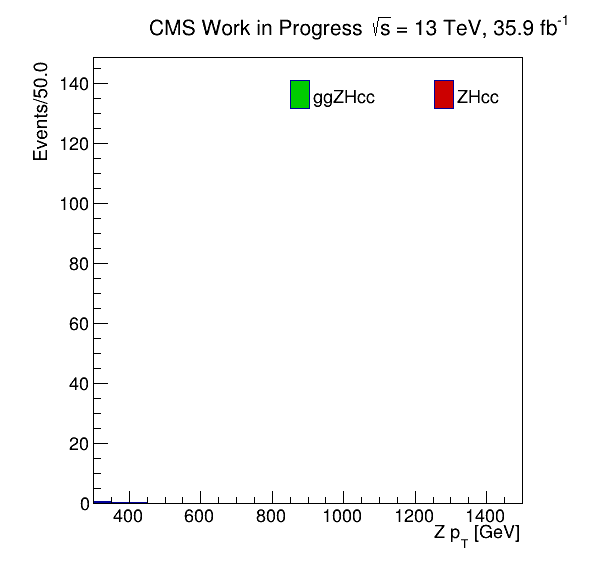 CMS Work in Progress √s = 13 TeV, 35.9 fb⁻¹
Events/50.0
ggZHcc
ZHcc
140
120
100
80
60
40
20
0
400 600 800 1000 1200 1400
Z p_T [GeV]